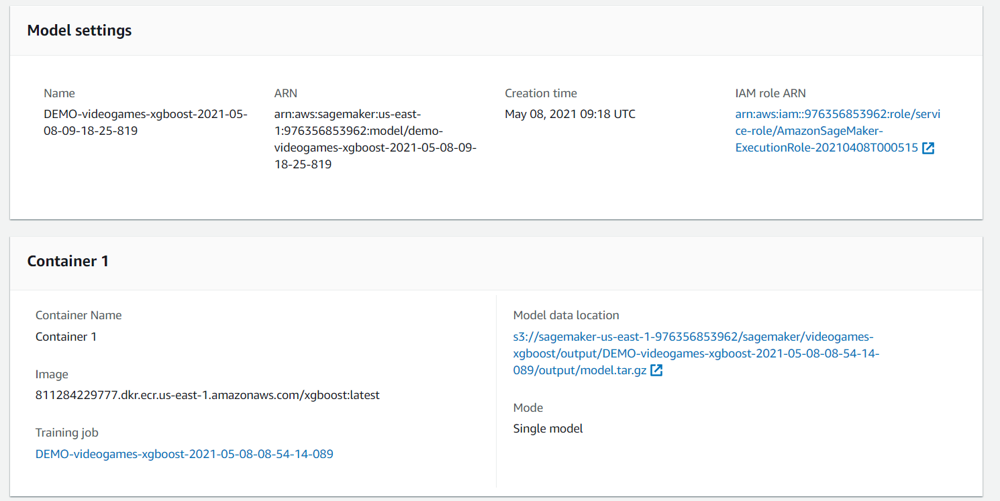 Model settings
Name
DEMO-videogames-xgboost-2021-05-
08-09-18-25-819
ARN
arn:aws:sagemaker:us-east-
1:976356853962:model/demo-
videogames-xgboost-2021-05-08-09-
18-25-819
Creation time
May 08, 2021 09:18 UTC
IAM role ARN
arn:aws:iam::976356853962:role/servi
ce-role/AmazonSageMaker-
ExecutionRole-20210408T000515
Container 1
Container Name
Container 1
Image
811284229777.dkr.ecr.us-east-1.amazonaws.com/xgboost:latest
Training job
DEMO-videogames-xgboost-2021-05-08-08-54-14-089
Model data location
s3://sagemaker-us-east-1-976356853962/sagemaker/videogames-
xgboost/output/DEMO-videogames-xgboost-2021-05-08-08-54-14-
089/output/model.tar.gz
Mode
Single model